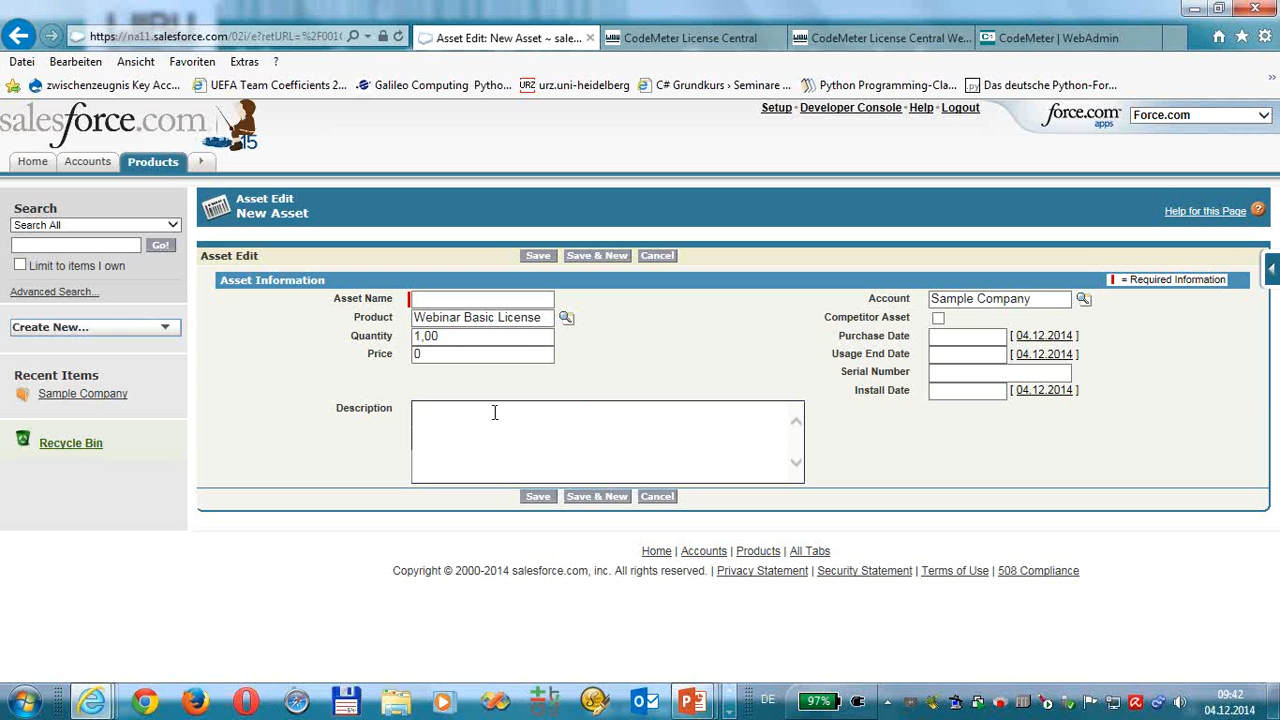 https://na11.salesforce.com/02i/e?retURL=%2F0016
Asset Edit: New Asset ~ sale...
CodeMeter License Central
CodeMeter License Central We...
CodeMeter | WebAdmin
Datei Bearbeiten Ansicht Favoriten Extras ?
zwischenzeugnis Key Acc...
UEFA Team Coefficients 2...
Galileo Computing Pytho...
urz.uni-heidelberg
C# Grundkurs › Seminare ...
Python Programming-Cla...
Das deutsche Python-For...
salesforce.com
15
Setup · Developer Console · Help · Logout
force.com
apps
Force.com
Home Accounts Products
Search
Search All
Go!
Limit to items I own
Advanced Search...
Create New...
Recent Items
Sample Company
Recycle Bin
Asset Edit
New Asset
Help for this Page ?
Asset Edit Save Save & New Cancel
Asset Information = Required Information
Asset Name Account Sample Company
Product Webinar Basic License Competitor Asset
Quantity 1,00 Purchase Date [ 04.12.2014 ]
Price 0 Usage End Date [ 04.12.2014 ]
Serial Number
Install Date [ 04.12.2014 ]
Description
Save Save & New Cancel
Home | Accounts | Products | All Tabs
Copyright © 2000-2014 salesforce.com, inc. All rights reserved. | Privacy Statement | Security Statement | Terms of Use | 508 Compliance
DE 97% 09:42
04.12.2014